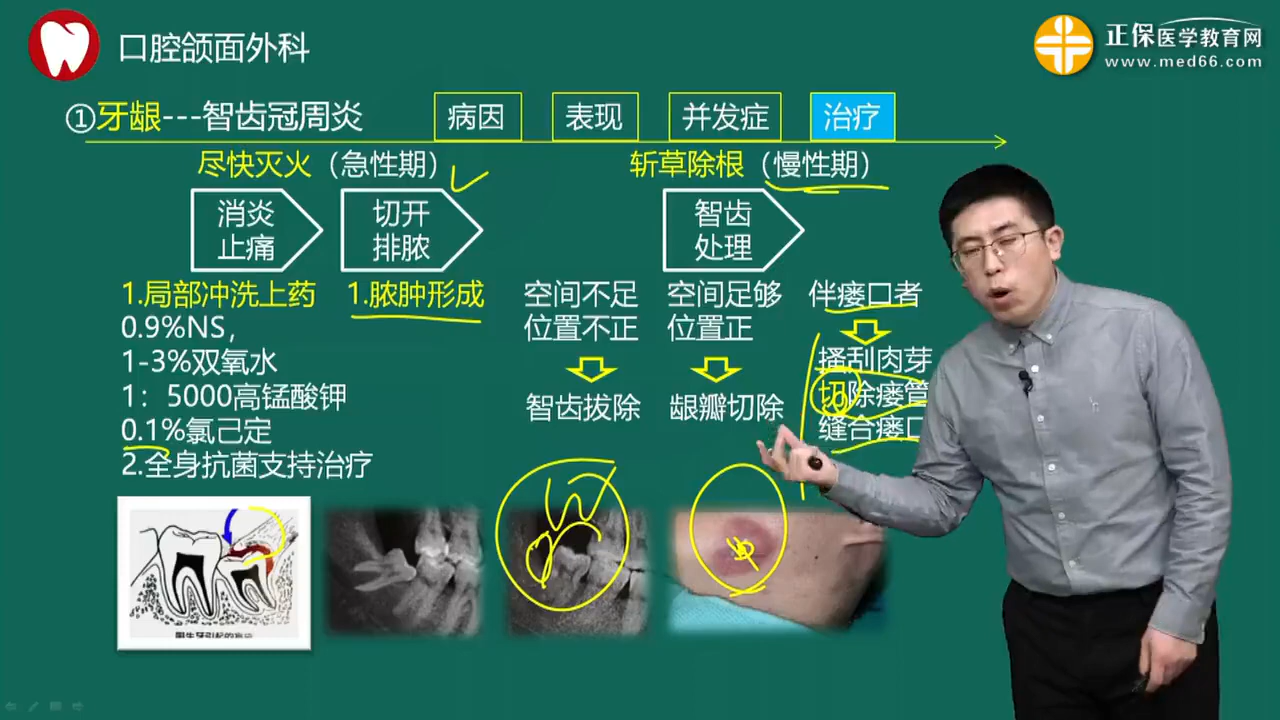 口腔颌面外科
正保医学教育网
www.med66.com
①牙龈---智齿冠周炎
病因
表现
并发症
治疗
尽快灭火（急性期）
斩草除根（慢性期）
消炎
止痛
切开
排脓
智齿
处理
1.局部冲洗上药
0.9%NS，
1-3%双氧水
1：5000高锰酸钾
0.1%氯己定
2.全身抗菌支持治疗
1.脓肿形成
空间不足
位置不正
智齿拔除
空间足够
位置正
龈瓣切除
伴瘘口者
搔刮肉芽
切除瘘管
缝合瘘口